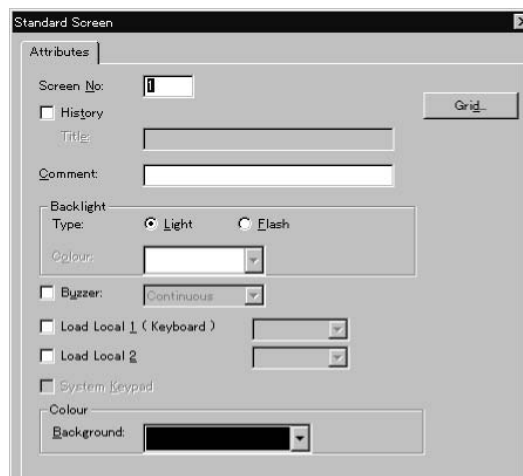 Standard Screen
Attributes
Screen No:
1
Grid...
History
Title:
Comment:
Backlight
Type:
Light
Flash
Colour:
Buzzer:
Continuous
Load Local 1 ( Keyboard )
Load Local 2
System Keypad
Colour
Background: